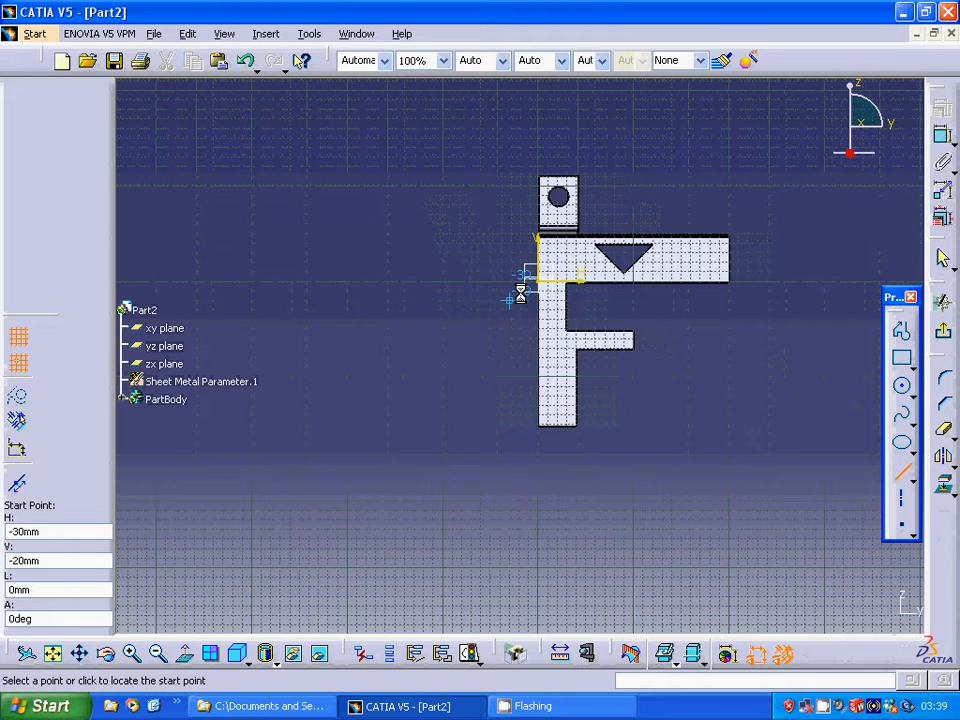 CATIA V5 - [Part2]
Start ENOVIA V5 VPM File Edit View Insert Tools Window Help
Automa 100% Auto Auto Aut Aut None
z
x y
Part2
xy plane
yz plane
zx plane
Sheet Metal Parameter.1
PartBody
V
H
Pr...
Start Point:
H:
-30mm
V:
-20mm
L:
0mm
A:
0deg
z
y
DS CATIA
Select a point or click to locate the start point
Start C:\Documents and Se... CATIA V5 - [Part2] Flashing 03:39